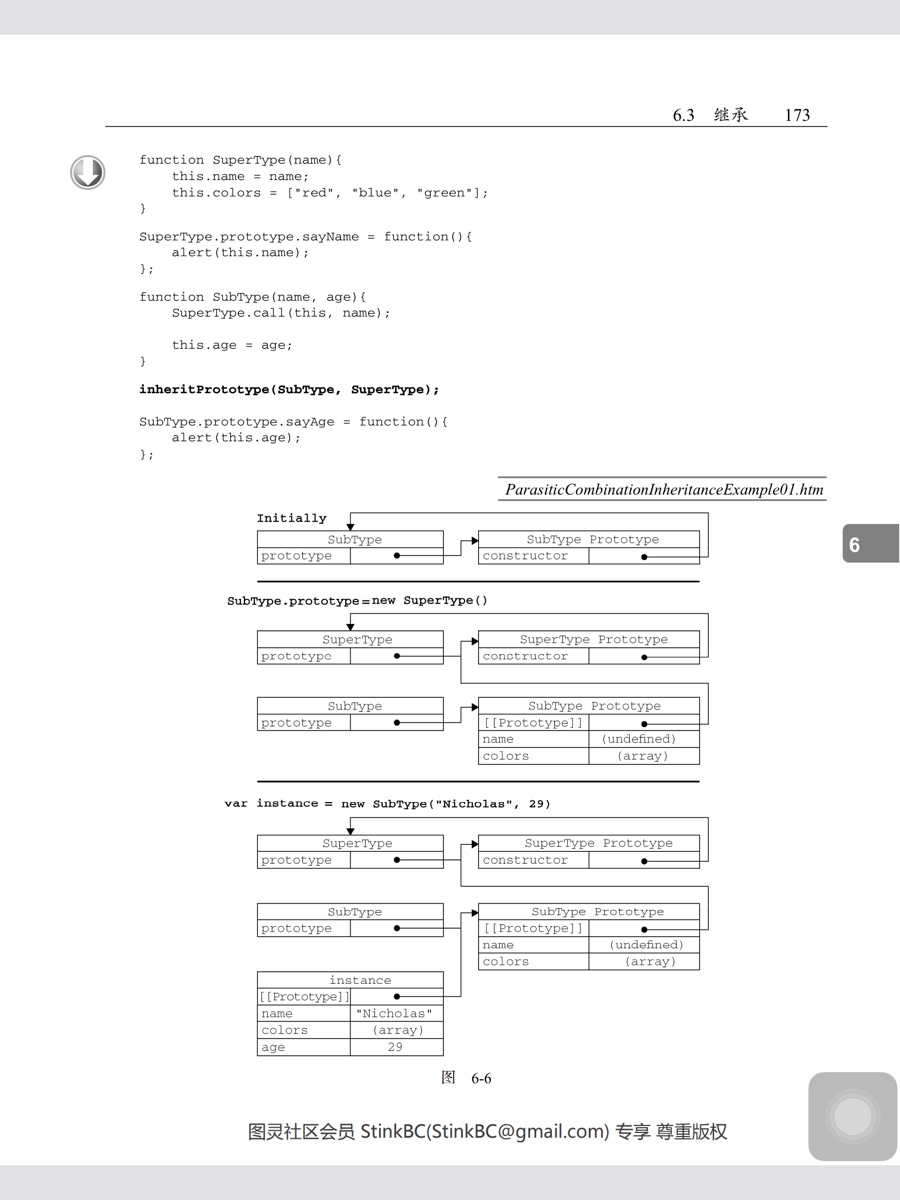 6.3 继承 173
function SuperType(name){
this.name = name;
this.colors = ["red", "blue", "green"];
}
SuperType.prototype.sayName = function(){
alert(this.name);
};
function SubType(name, age){
SuperType.call(this, name);
this.age = age;
}
inheritPrototype(SubType, SuperType);
SubType.prototype.sayAge = function(){
alert(this.age);
};
ParasiticCombinationInheritanceExample01.htm
6
Initially
SubType
prototype
SubType Prototype
constructor
SubType.prototype=new SuperType()
SuperType
prototype
SuperType Prototype
constructor
SubType
prototype
SubType Prototype
[[Prototype]]
name (undefined)
colors (array)
var instance = new SubType("Nicholas", 29)
SuperType
prototype
SuperType Prototype
constructor
SubType
prototype
SubType Prototype
[[Prototype]]
name (undefined)
colors (array)
instance
[[Prototype]]
name "Nicholas"
colors (array)
age 29
图 6-6
图灵社区会员 StinkBC(StinkBC@gmail.com) 专享 尊重版权